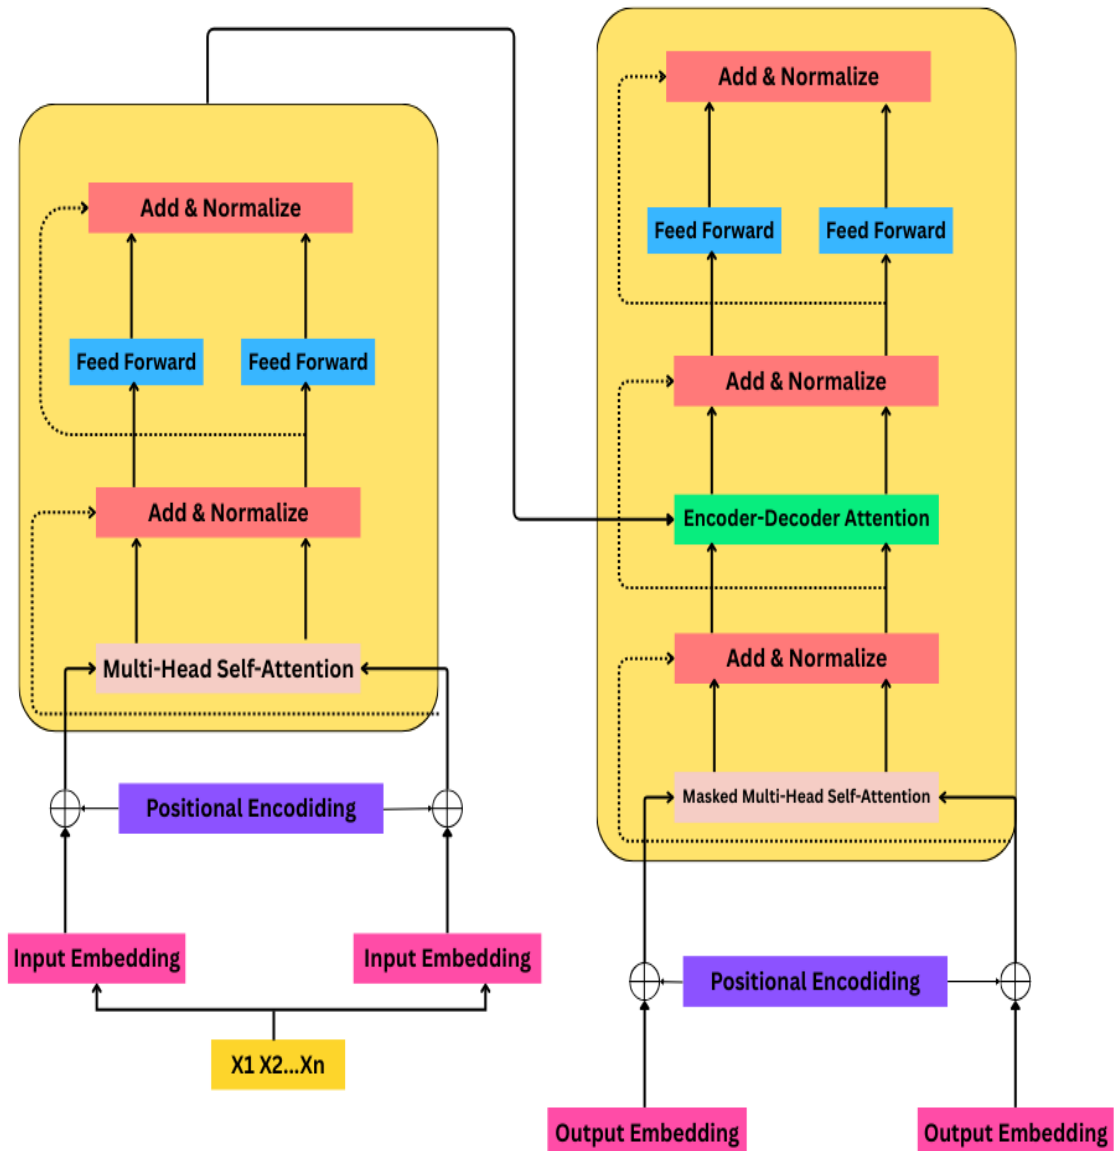 Add & Normalize
Feed Forward
Feed Forward
Add & Normalize
Multi-Head Self-Attention
Positional Encodiding
Input Embedding
Input Embedding
X1 X2...Xn
Add & Normalize
Feed Forward
Feed Forward
Add & Normalize
Encoder-Decoder Attention
Add & Normalize
Masked Multi-Head Self-Attention
Positional Encodiding
Output Embedding
Output Embedding